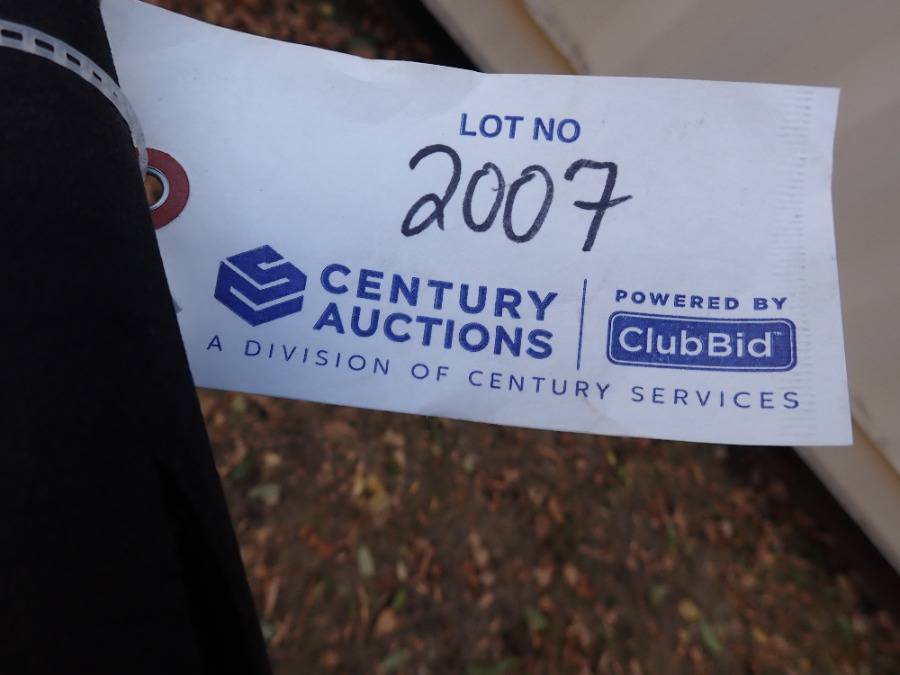 LOT NO
2007
CENTURY
AUCTIONS
POWERED BY
ClubBid™
A DIVISION OF CENTURY SERVICES